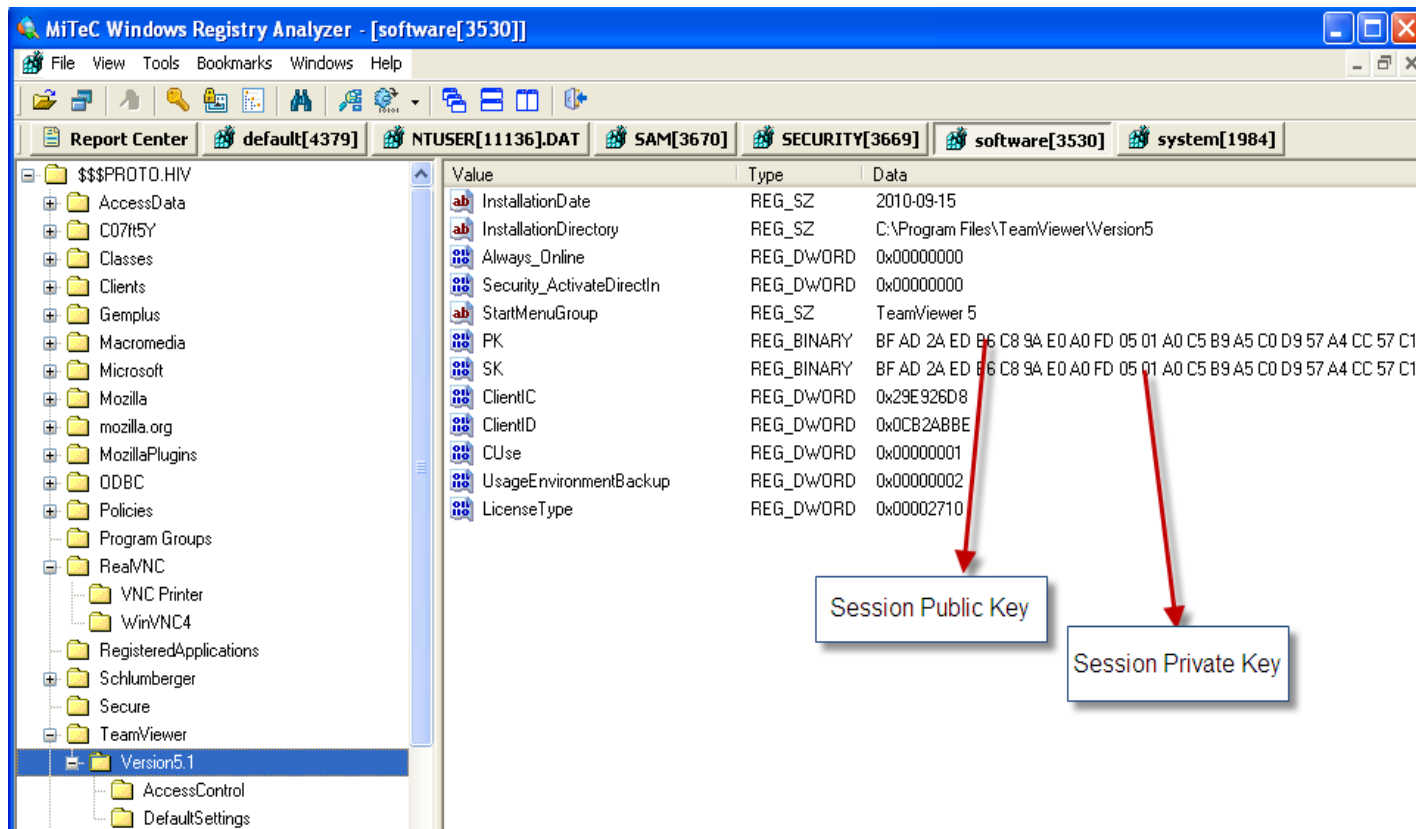 MiTeC Windows Registry Analyzer - [software[3530]]
File View Tools Bookmarks Windows Help
Report Center default[4379] NTUSER[11136].DAT SAM[3670] SECURITY[3669] software[3530] system[1984]
$$$PROTO.HIV
AccessData
C07ft5Y
Classes
Clients
Gemplus
Macromedia
Microsoft
Mozilla
mozilla.org
MozillaPlugins
ODBC
Policies
Program Groups
RealVNC
VNC Printer
WinVNC4
RegisteredApplications
Schlumberger
Secure
TeamViewer
Version5.1
AccessControl
DefaultSettings
Value Type Data
InstallationDate REG_SZ 2010-09-15
InstallationDirectory REG_SZ C:\Program Files\TeamViewer\Version5
Always_Online REG_DWORD 0x00000000
Security_ActivateDirectIn REG_DWORD 0x00000000
StartMenuGroup REG_SZ TeamViewer 5
PK REG_BINARY BF AD 2A ED B6 C8 9A E0 A0 FD 05 01 A0 C5 B9 A5 C0 D9 57 A4 CC 57 C1
SK REG_BINARY BF AD 2A ED B6 C8 9A E0 A0 FD 05 01 A0 C5 B9 A5 C0 D9 57 A4 CC 57 C1
ClientIC REG_DWORD 0x29E926D8
ClientID REG_DWORD 0x0CB2ABBE
CUse REG_DWORD 0x00000001
UsageEnvironmentBackup REG_DWORD 0x00000002
LicenseType REG_DWORD 0x00002710
Session Public Key
Session Private Key